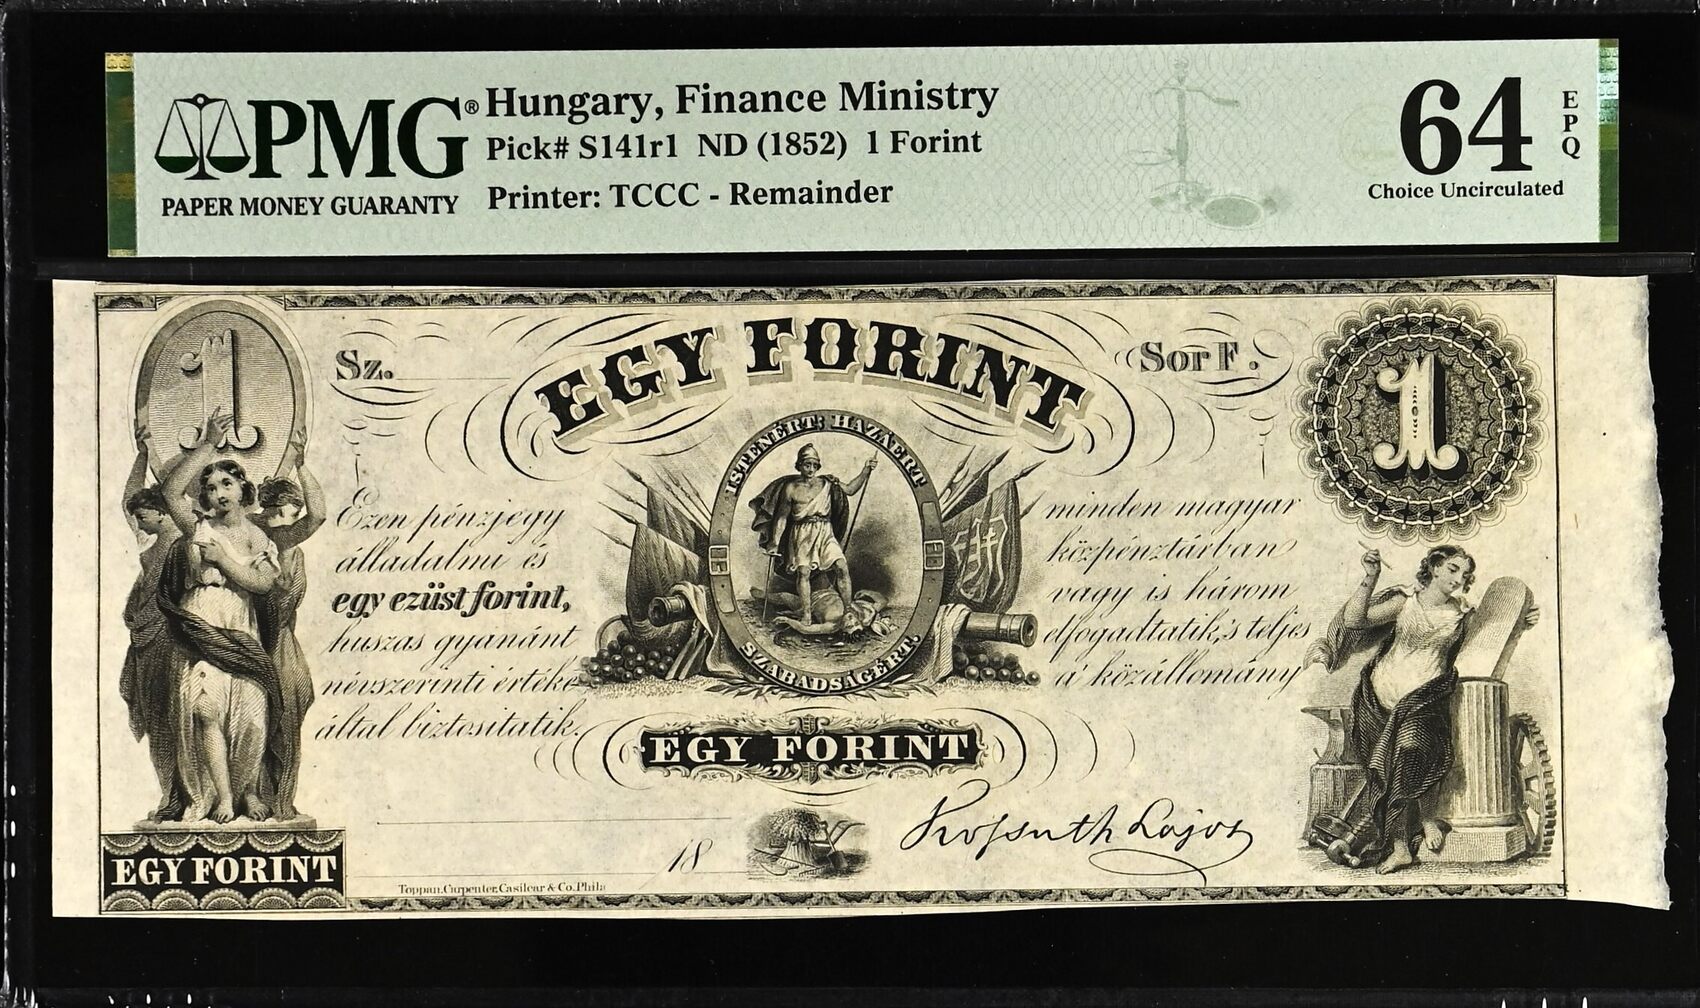 PMG®
PAPER MONEY GUARANTY
Hungary, Finance Ministry
Pick# S141r1 ND (1852) 1 Forint
Printer: TCCC - Remainder
64
EPQ
Choice Uncirculated
1
Sz.
EGY FORINT
Sor F.
1
ISTENÉRT: HAZÁÉRT
SZABADSÁGÉRT.
Ezen pénzjegy
álladalmi és
egy ezüst forint,
huszas gyanánt
névszerinti értéke
által biztositatik.
minden magyar
közpénztárban
vagy is három
elfogadtatik,'s teljes
a' közállomány
EGY FORINT
Kossuth Lajos
18
EGY FORINT
Toppan, Carpenter, Casilear & Co. Phila